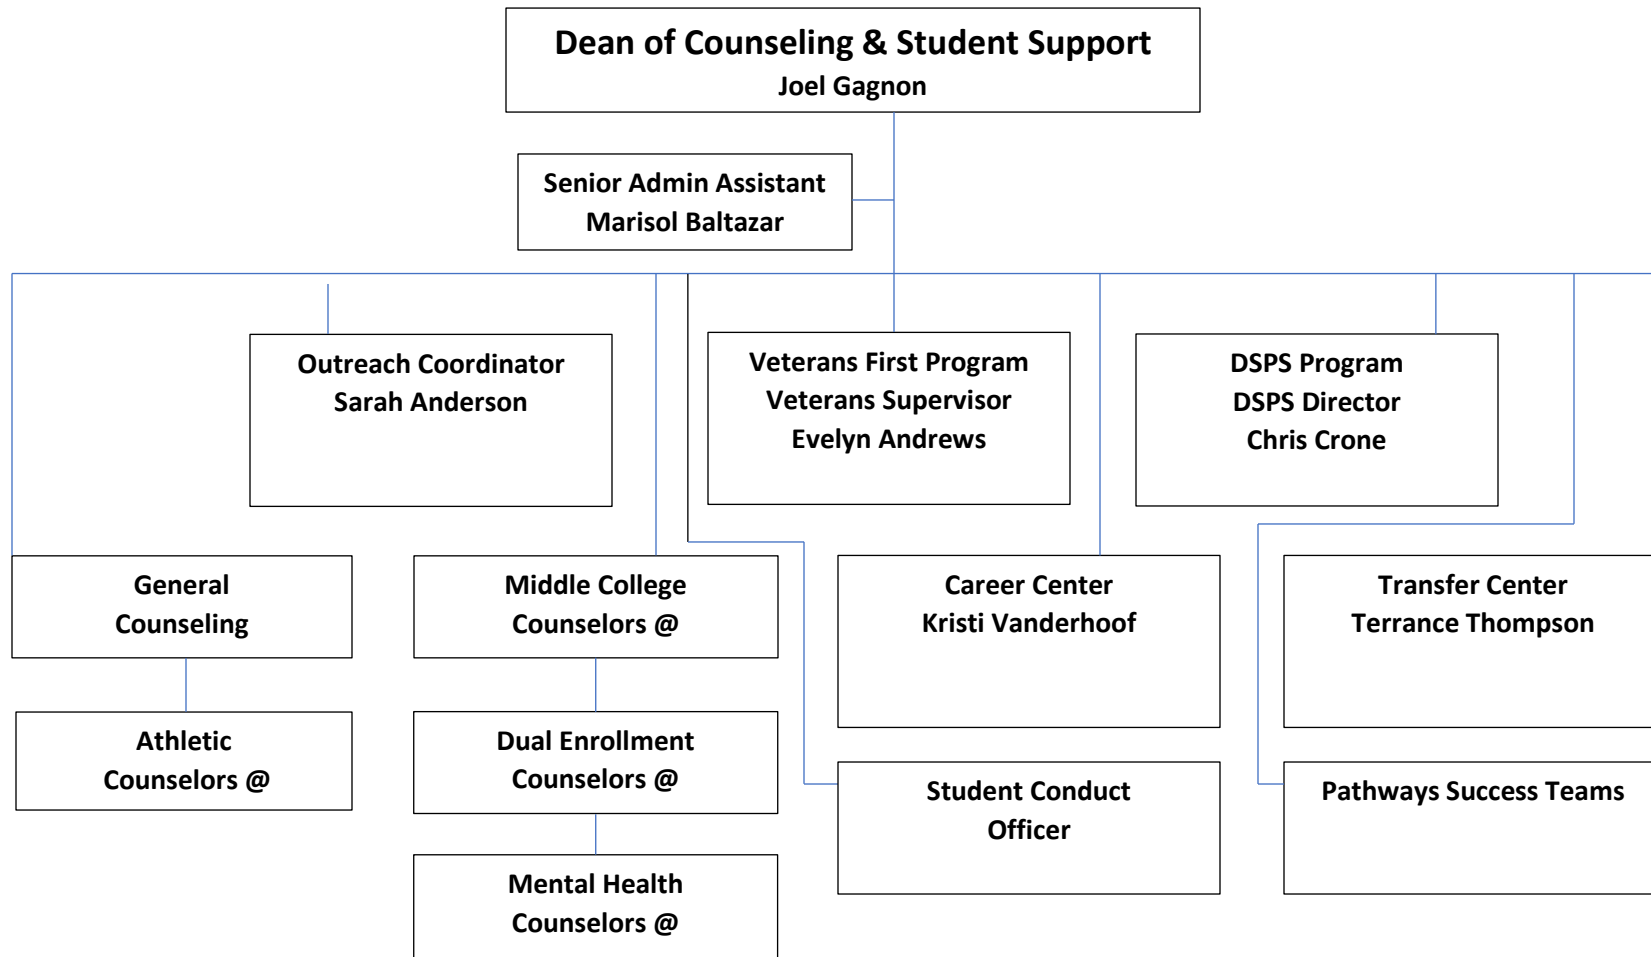 Dean of Counseling & Student Support
Joel Gagnon
Senior Admin Assistant
Marisol Baltazar
Outreach Coordinator
Sarah Anderson
Veterans First Program
Veterans Supervisor
Evelyn Andrews
DSPS Program
DSPS Director
Chris Crone
General
Counseling
Middle College
Counselors @
Career Center
Kristi Vanderhoof
Transfer Center
Terrance Thompson
Athletic
Counselors @
Dual Enrollment
Counselors @
Student Conduct
Officer
Pathways Success Teams
Mental Health
Counselors @